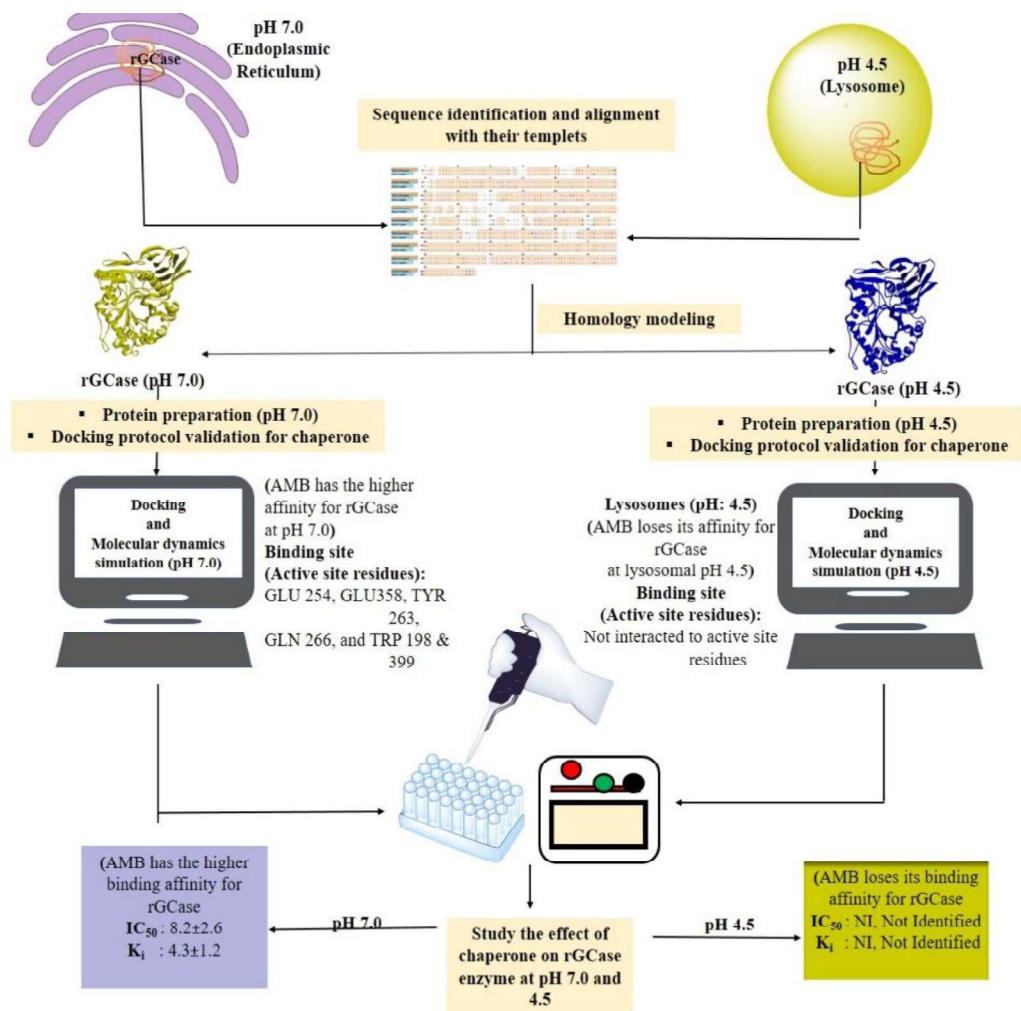 pH 7.0
(Endoplasmic
Reticulum)
rGCase
pH 4.5
(Lysosome)
Sequence identification and alignment
with their templets
Homology modeling
rGCase (pH 7.0)
rGCase (pH 4.5)
▪ Protein preparation (pH 7.0)
▪ Docking protocol validation for chaperone
▪ Protein preparation (pH 4.5)
▪ Docking protocol validation for chaperone
Docking
and
Molecular dynamics
simulation (pH 7.0)
(AMB has the higher
affinity for rGCase
at pH 7.0)
Binding site
(Active site residues):
GLU 254, GLU358, TYR
263,
GLN 266, and TRP 198 &
399
Lysosomes (pH: 4.5)
(AMB loses its affinity for
rGCase
at lysosomal pH 4.5)
Binding site
(Active site residues):
Not interacted to active site
residues
Docking
and
Molecular dynamics
simulation (pH 4.5)
(AMB has the higher
binding affinity for
rGCase
IC50 : 8.2±2.6
Ki : 4.3±1.2
pH 7.0
Study the effect of
chaperone on rGCase
enzyme at pH 7.0 and
4.5
pH 4.5
(AMB loses its binding
affinity for rGCase
IC50 : NI, Not Identified
Ki : NI, Not Identified